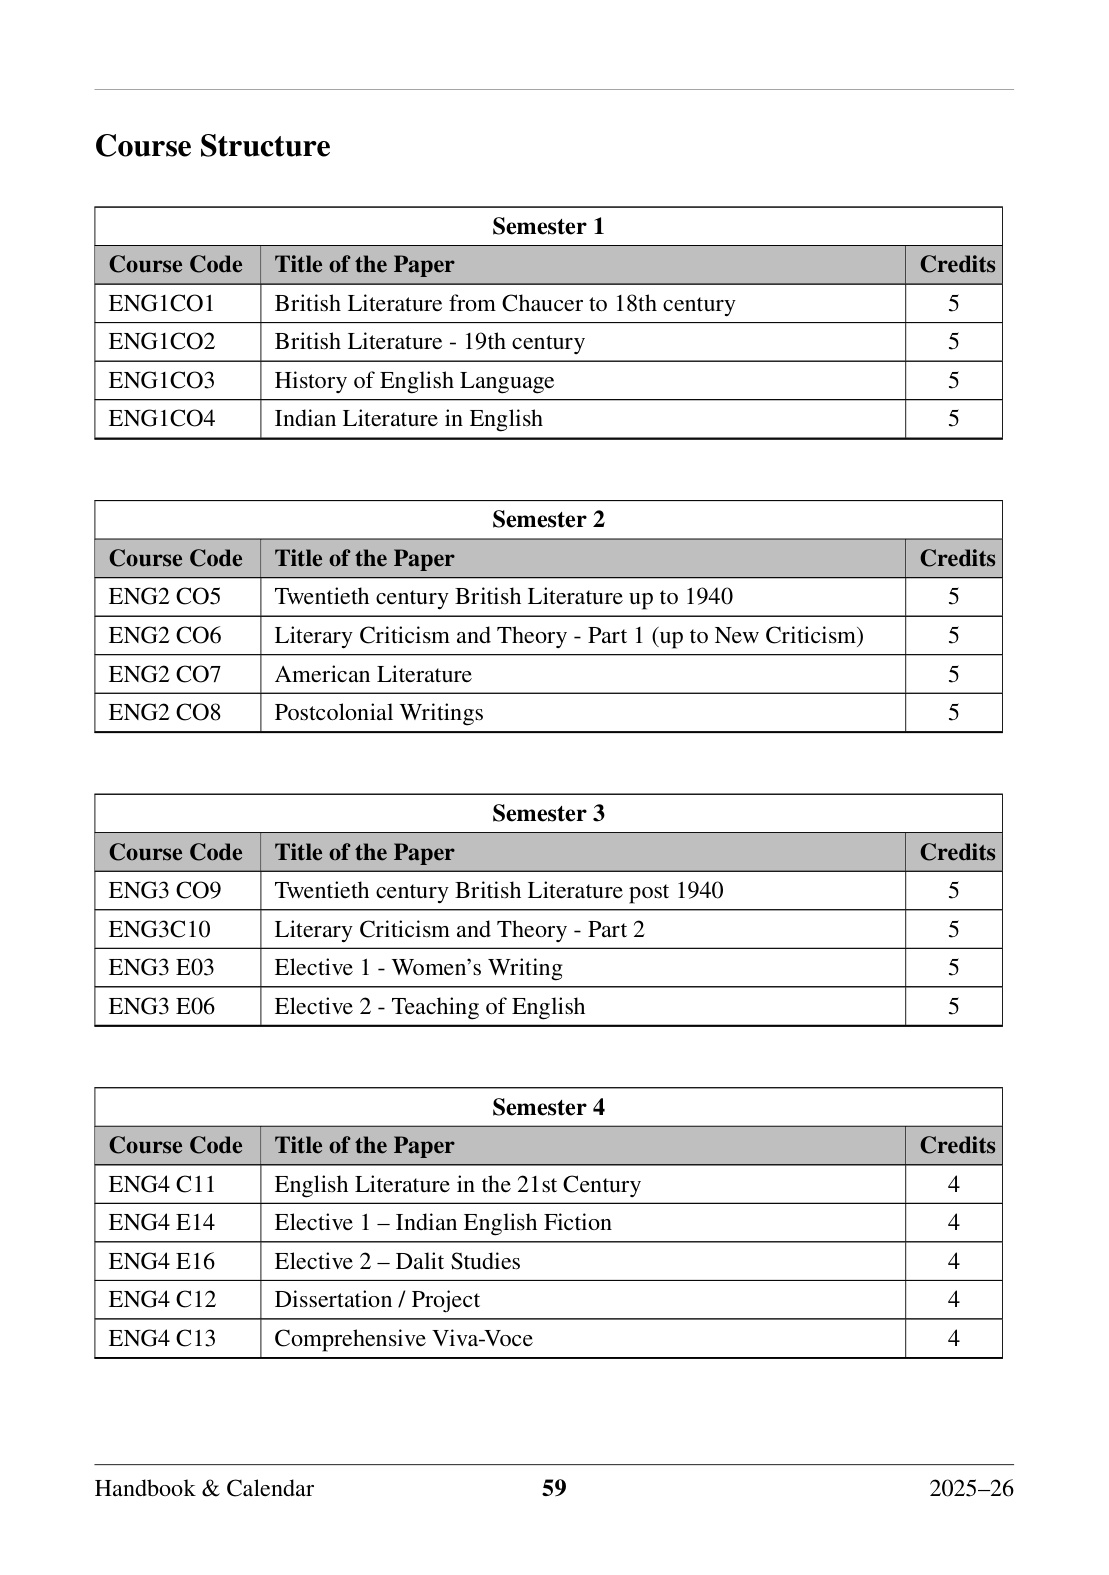 Course Structure
Semester 1
Course Code Title of the Paper Credits
ENG1CO1 British Literature from Chaucer to 18th century 5
ENG1CO2 British Literature - 19th century 5
ENG1CO3 History of English Language 5
ENG1CO4 Indian Literature in English 5
Semester 2
Course Code Title of the Paper Credits
ENG2 CO5 Twentieth century British Literature up to 1940 5
ENG2 CO6 Literary Criticism and Theory - Part 1 (up to New Criticism) 5
ENG2 CO7 American Literature 5
ENG2 CO8 Postcolonial Writings 5
Semester 3
Course Code Title of the Paper Credits
ENG3 CO9 Twentieth century British Literature post 1940 5
ENG3C10 Literary Criticism and Theory - Part 2 5
ENG3 E03 Elective 1 - Women’s Writing 5
ENG3 E06 Elective 2 - Teaching of English 5
Semester 4
Course Code Title of the Paper Credits
ENG4 C11 English Literature in the 21st Century 4
ENG4 E14 Elective 1 – Indian English Fiction 4
ENG4 E16 Elective 2 – Dalit Studies 4
ENG4 C12 Dissertation / Project 4
ENG4 C13 Comprehensive Viva-Voce 4
Handbook & Calendar 59 2025–26